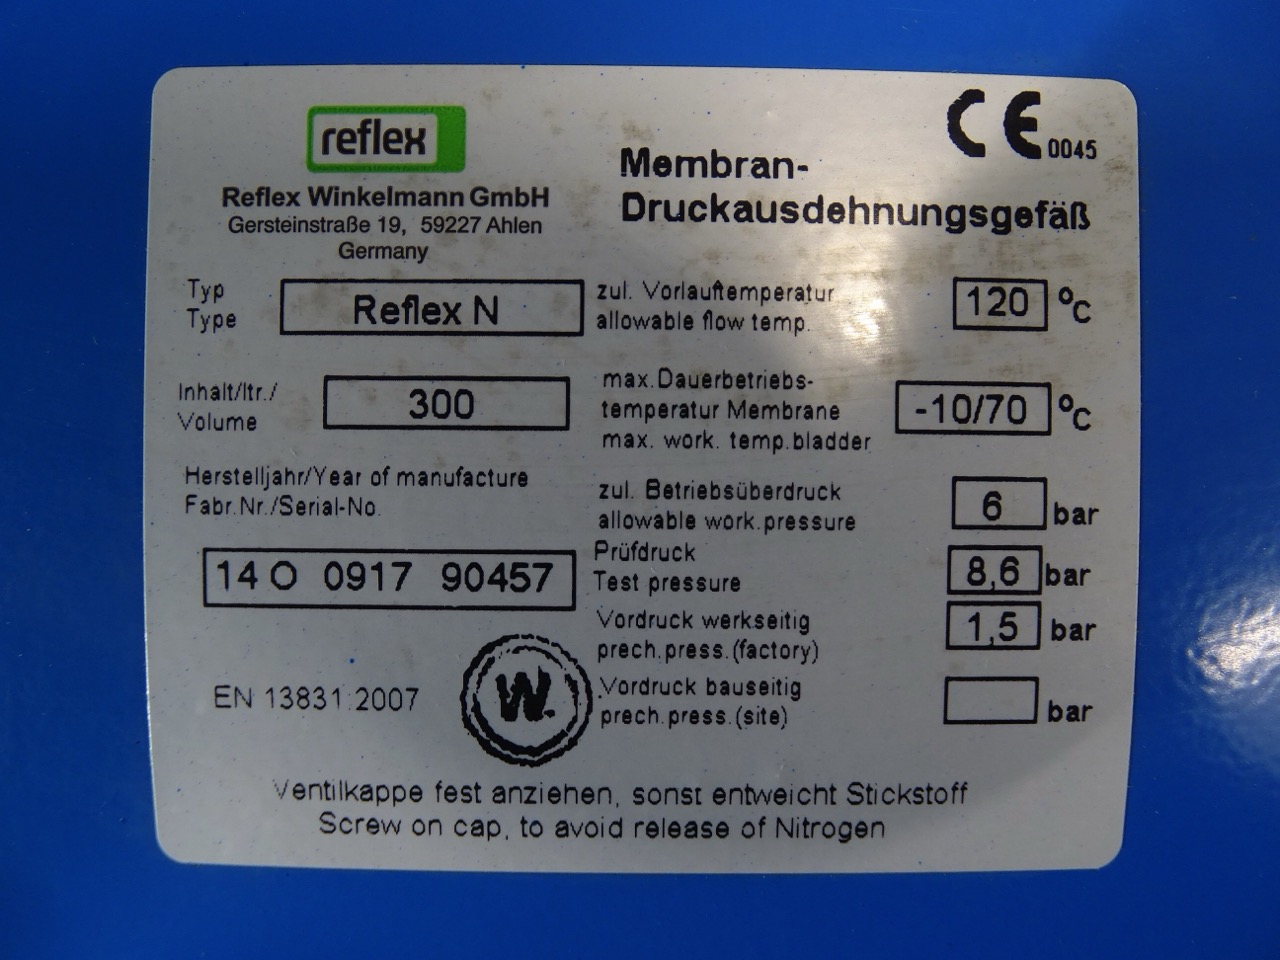 reflex
Reflex Winkelmann GmbH
Gersteinstraße 19, 59227 Ahlen
Germany
CE 0045
Membran-
Druckausdehnungsgefäß
Typ
Type
Reflex N
Inhalt/ltr./
Volume
300
Herstelljahr/Year of manufacture
Fabr.Nr./Serial-No.
14 O 0917 90457
EN 13831:2007
W.
zul. Vorlauftemperatur
allowable flow temp.
120 °C
max.Dauerbetriebs-
temperatur Membrane
max. work. temp.bladder
-10/70 °C
zul. Betriebsüberdruck
allowable work.pressure
6 bar
Prüfdruck
Test pressure
8,6 bar
Vordruck werkseitig
prech.press.(factory)
1,5 bar
Vordruck bauseitig
prech.press.(site)
bar
Ventilkappe fest anziehen, sonst entweicht Stickstoff
Screw on cap, to avoid release of Nitrogen